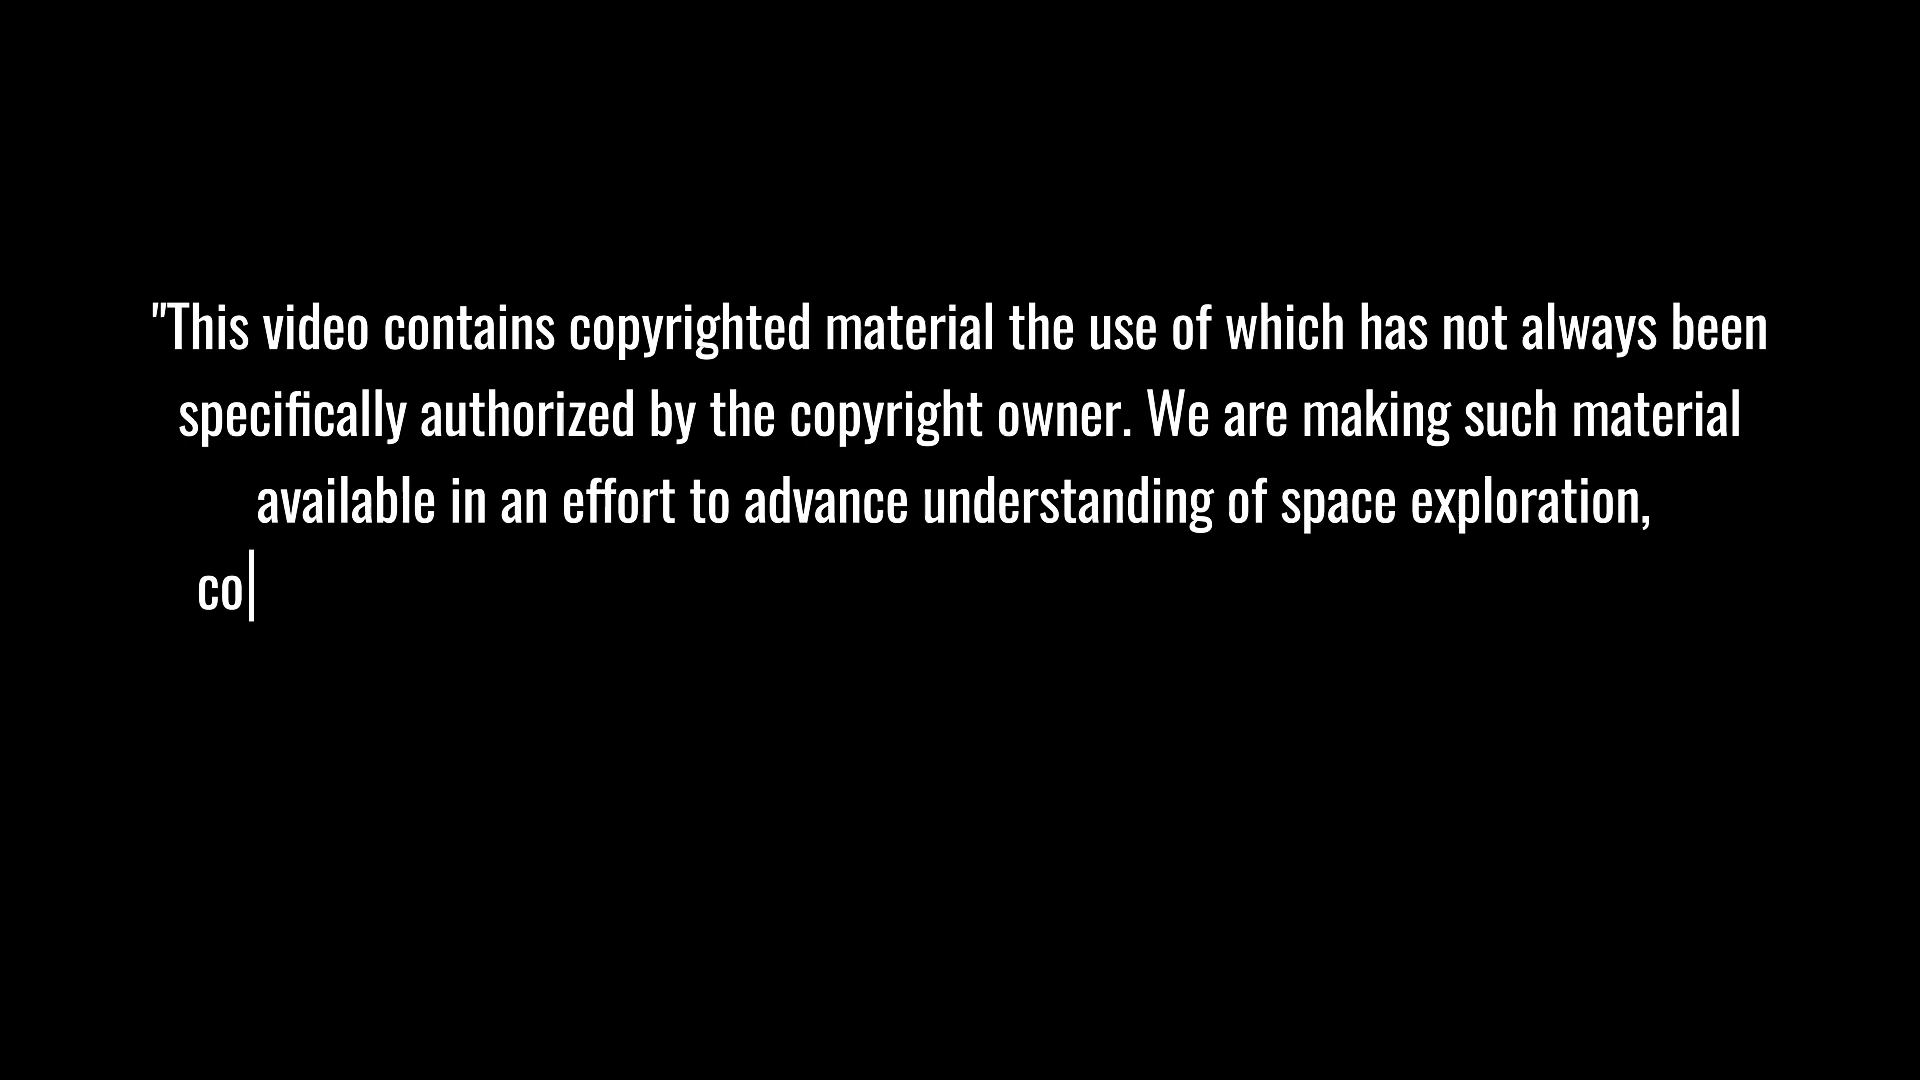 "This video contains copyrighted material the use of which has not always been
specifically authorized by the copyright owner. We are making such material
available in an effort to advance understanding of space exploration,
co